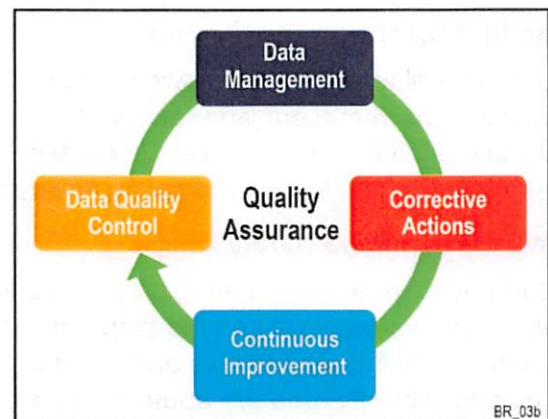 Data
Management
Data Quality
Control
Quality
Assurance
Corrective
Actions
Continuous
Improvement
BR_03b